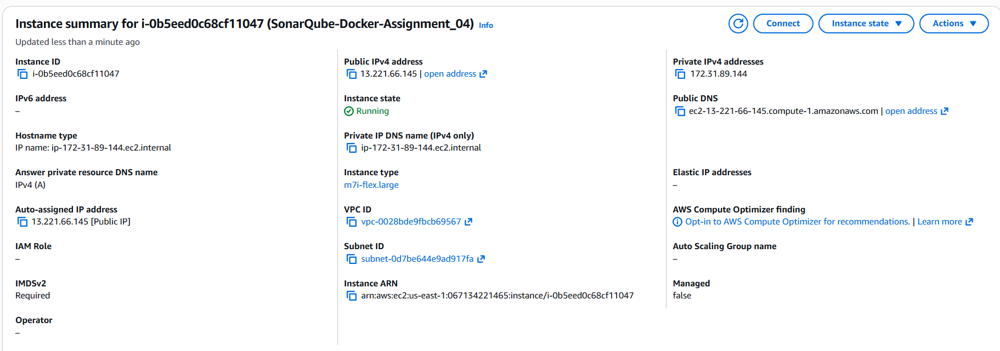 Instance summary for i-0b5eed0c68cf11047 (SonarQube-Docker-Assignment_04) Info
Connect
Instance state
Actions
Updated less than a minute ago
Instance ID
i-0b5eed0c68cf11047
Public IPv4 address
13.221.66.145 | open address
Private IPv4 addresses
172.31.89.144
IPv6 address
–
Instance state
Running
Public DNS
ec2-13-221-66-145.compute-1.amazonaws.com | open address
Hostname type
IP name: ip-172-31-89-144.ec2.internal
Private IP DNS name (IPv4 only)
ip-172-31-89-144.ec2.internal
Answer private resource DNS name
IPv4 (A)
Instance type
m7i-flex.large
Elastic IP addresses
–
Auto-assigned IP address
13.221.66.145 [Public IP]
VPC ID
vpc-0028bde9fbcb69567
AWS Compute Optimizer finding
Opt-in to AWS Compute Optimizer for recommendations. | Learn more
IAM Role
–
Subnet ID
subnet-0d7be644e9ad917fa
Auto Scaling Group name
–
IMDSv2
Required
Instance ARN
arn:aws:ec2:us-east-1:067134221465:instance/i-0b5eed0c68cf11047
Managed
false
Operator
–